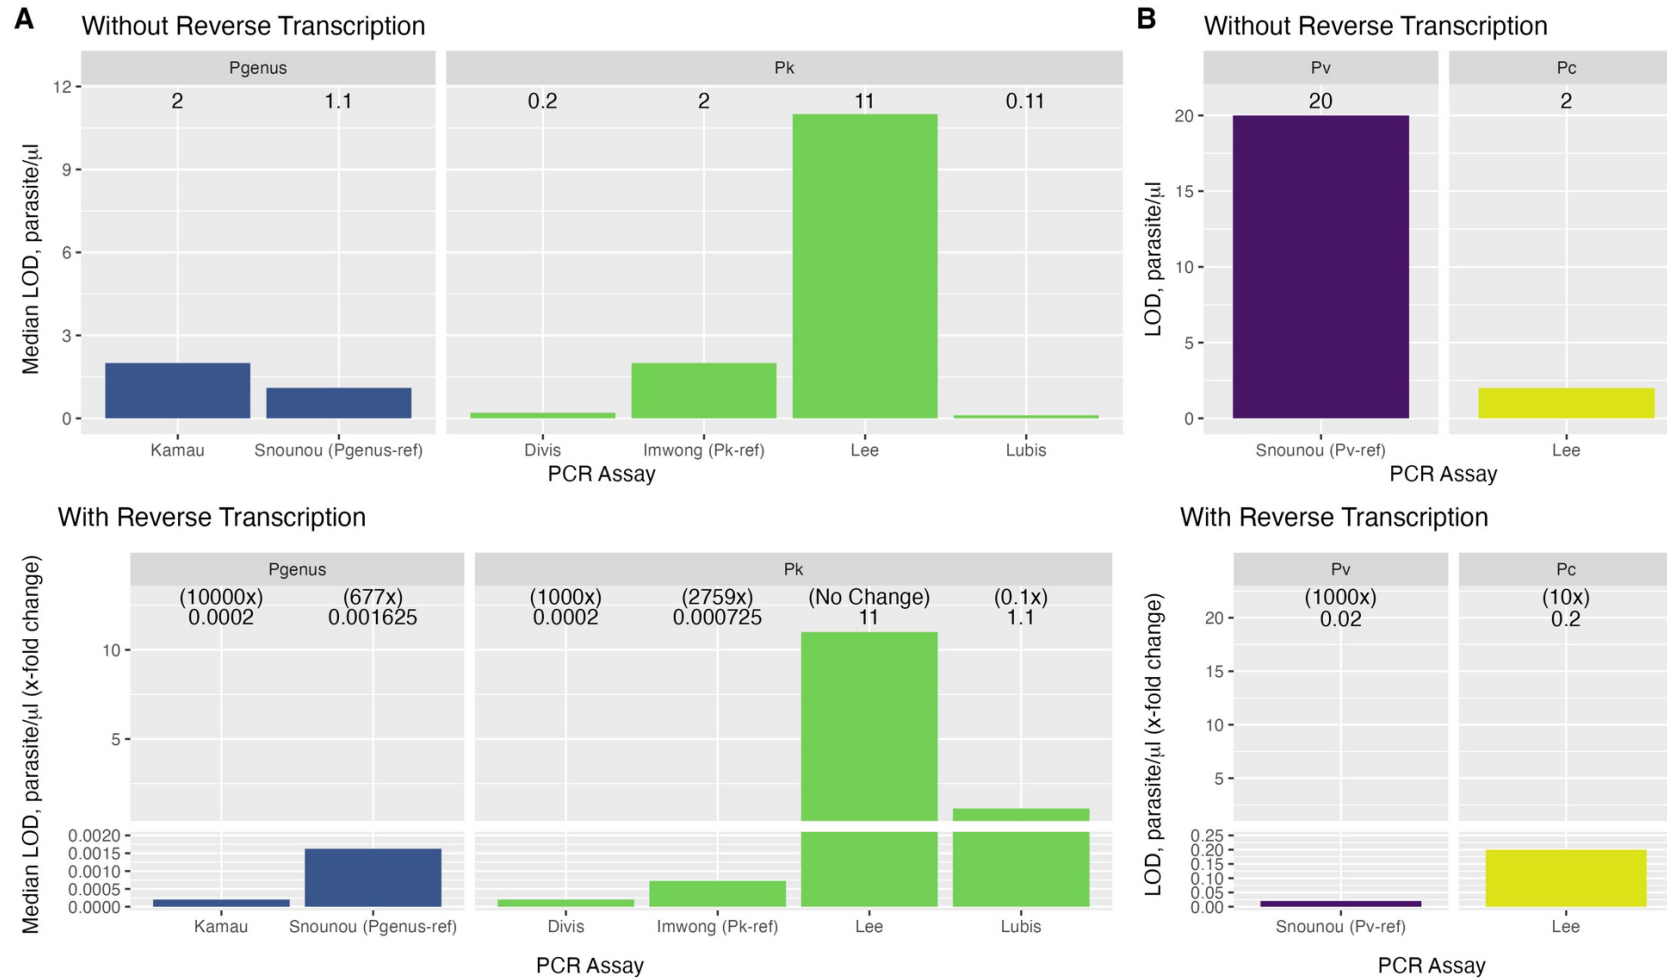 A
Without Reverse Transcription
Pgenus
Pk
12
9
6
3
0
2
1.1
0.2
2
11
0.11
Median LOD, parasite/µl
Kamau
Snounou (Pgenus-ref)
Divis
Imwong (Pk-ref)
Lee
Lubis
PCR Assay
B
Without Reverse Transcription
Pv
Pc
20
15
10
5
0
20
2
LOD, parasite/µl
Snounou (Pv-ref)
Lee
PCR Assay
With Reverse Transcription
Pgenus
Pk
(10000x)
0.0002
(677x)
0.001625
(1000x)
0.0002
(2759x)
0.000725
(No Change)
11
(0.1x)
1.1
10
5
0.0020
0.0015
0.0010
0.0005
0.0000
Median LOD, parasite/µl (x-fold change)
Kamau
Snounou (Pgenus-ref)
Divis
Imwong (Pk-ref)
Lee
Lubis
PCR Assay
With Reverse Transcription
Pv
Pc
(1000x)
0.02
(10x)
0.2
20
15
10
5
0.25
0.20
0.15
0.10
0.05
0.00
LOD, parasite/µl (x-fold change)
Snounou (Pv-ref)
Lee
PCR Assay